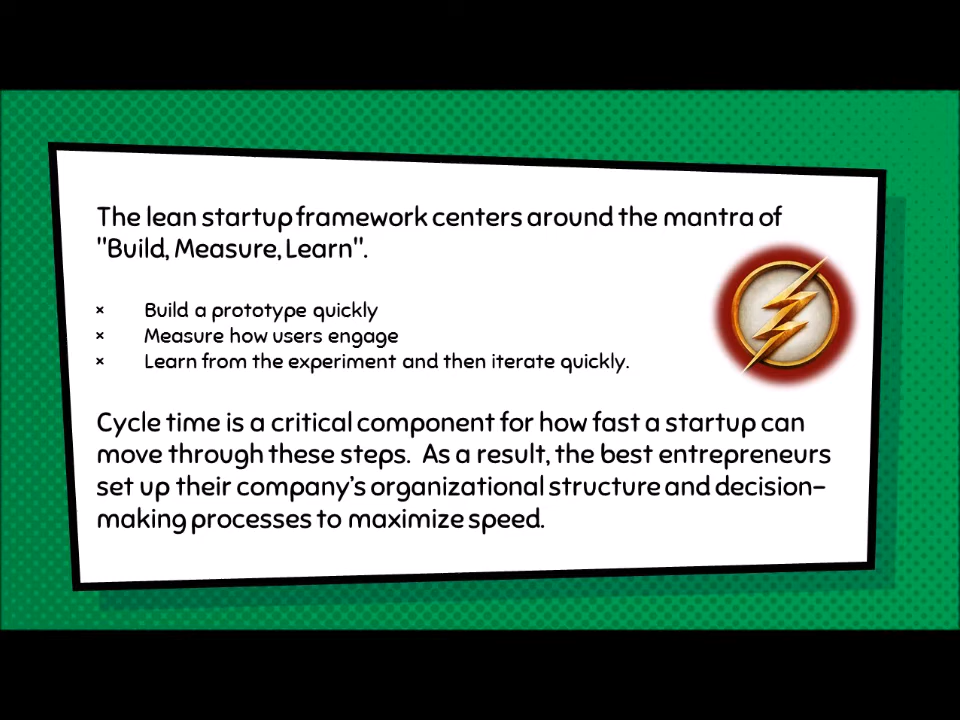 The lean startup framework centers around the mantra of
"Build, Measure, Learn".
× Build a prototype quickly
× Measure how users engage
× Learn from the experiment and then iterate quickly.
Cycle time is a critical component for how fast a startup can
move through these steps. As a result, the best entrepreneurs
set up their company's organizational structure and decision-
making processes to maximize speed.